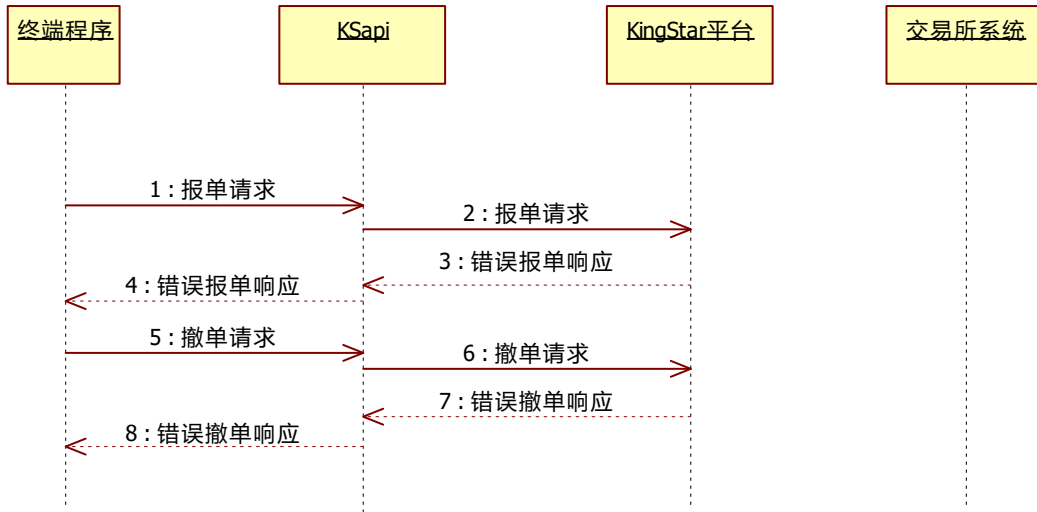 终端程序
KSapi
KingStar平台
交易所系统
1 : 报单请求
2 : 报单请求
3 : 错误报单响应
4 : 错误报单响应
5 : 撤单请求
6 : 撤单请求
7 : 错误撤单响应
8 : 错误撤单响应